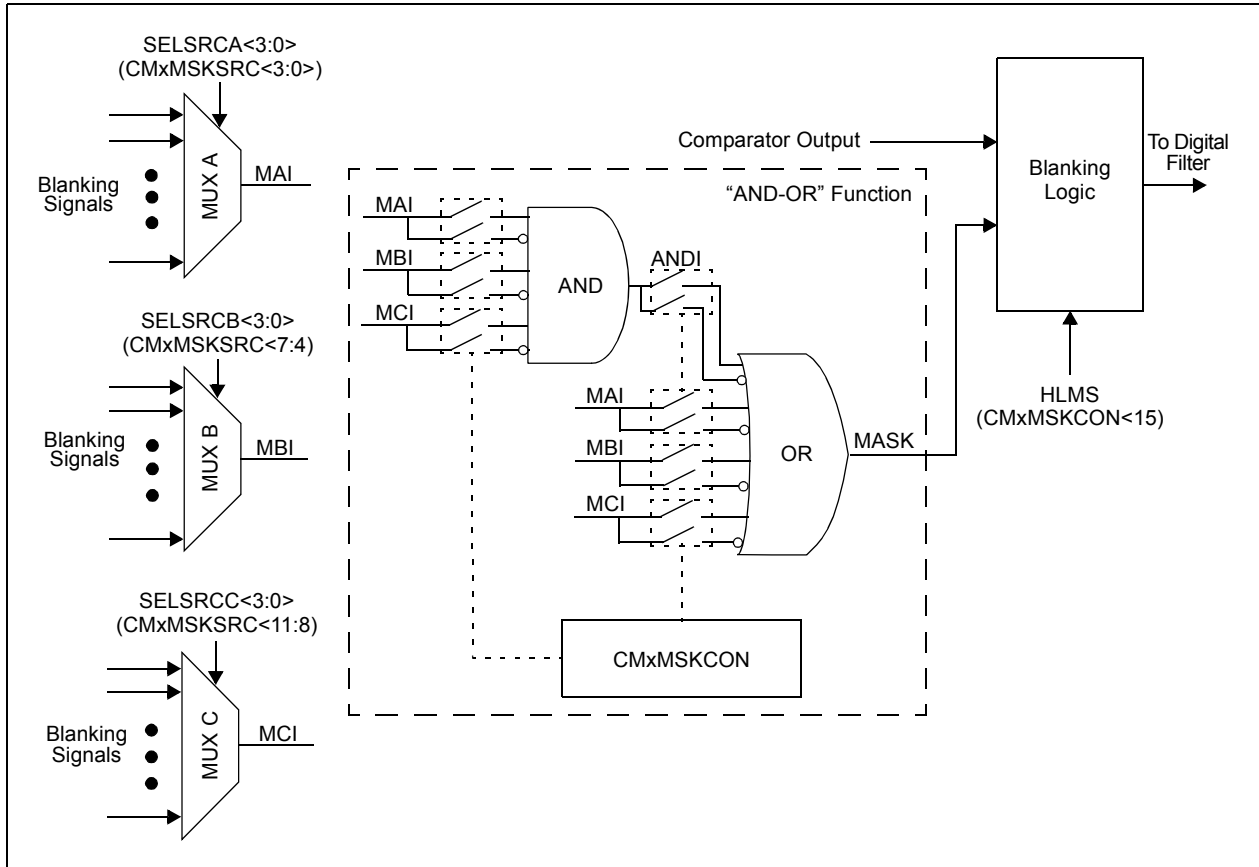 SELSRCA<3:0>
(CMxMSKSRC<3:0>)
Blanking
Signals
MUX A
MAI
SELSRCB<3:0>
(CMxMSKSRC<7:4)
Blanking
Signals
MUX B
MBI
SELSRCC<3:0>
(CMxMSKSRC<11:8)
Blanking
Signals
MUX C
MCI
"AND-OR" Function
MAI
MBI
MCI
AND
ANDI
MAI
MBI
MCI
OR
MASK
CMxMSKCON
Comparator Output
Blanking
Logic
To Digital
Filter
HLMS
(CMxMSKCON<15)